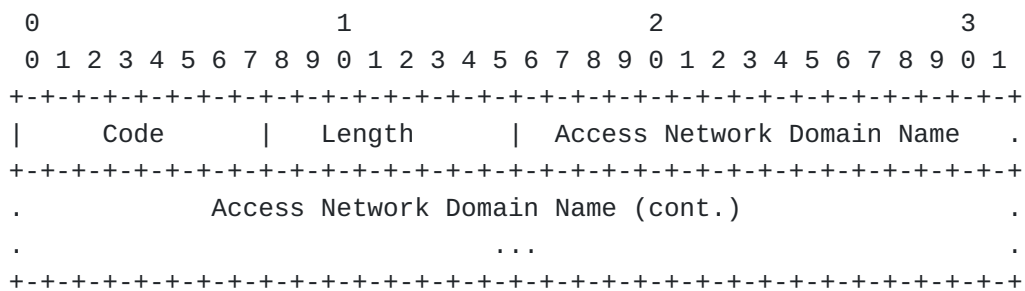 0                   1                   2                   3
 0 1 2 3 4 5 6 7 8 9 0 1 2 3 4 5 6 7 8 9 0 1 2 3 4 5 6 7 8 9 0 1
+-+-+-+-+-+-+-+-+-+-+-+-+-+-+-+-+-+-+-+-+-+-+-+-+-+-+-+-+-+-+-+-+
|     Code      |   Length      |  Access Network Domain Name   .
+-+-+-+-+-+-+-+-+-+-+-+-+-+-+-+-+-+-+-+-+-+-+-+-+-+-+-+-+-+-+-+-+
.            Access Network Domain Name (cont.)                 .
.                              ...                              .
+-+-+-+-+-+-+-+-+-+-+-+-+-+-+-+-+-+-+-+-+-+-+-+-+-+-+-+-+-+-+-+-+